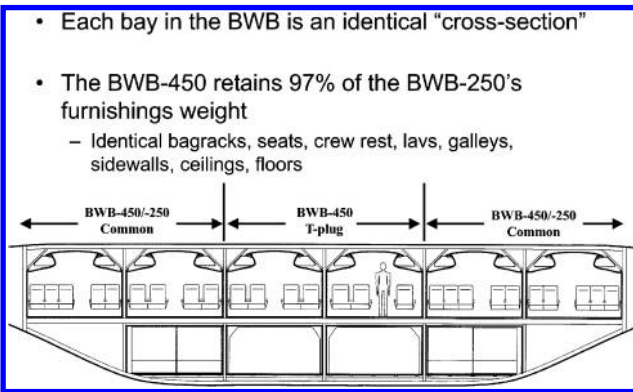 • Each bay in the BWB is an identical “cross-section”
• The BWB-450 retains 97% of the BWB-250’s
furnishings weight
– Identical bagracks, seats, crew rest, lavs, galleys,
sidewalls, ceilings, floors
BWB-450/-250
Common
BWB-450
T-plug
BWB-450/-250
Common